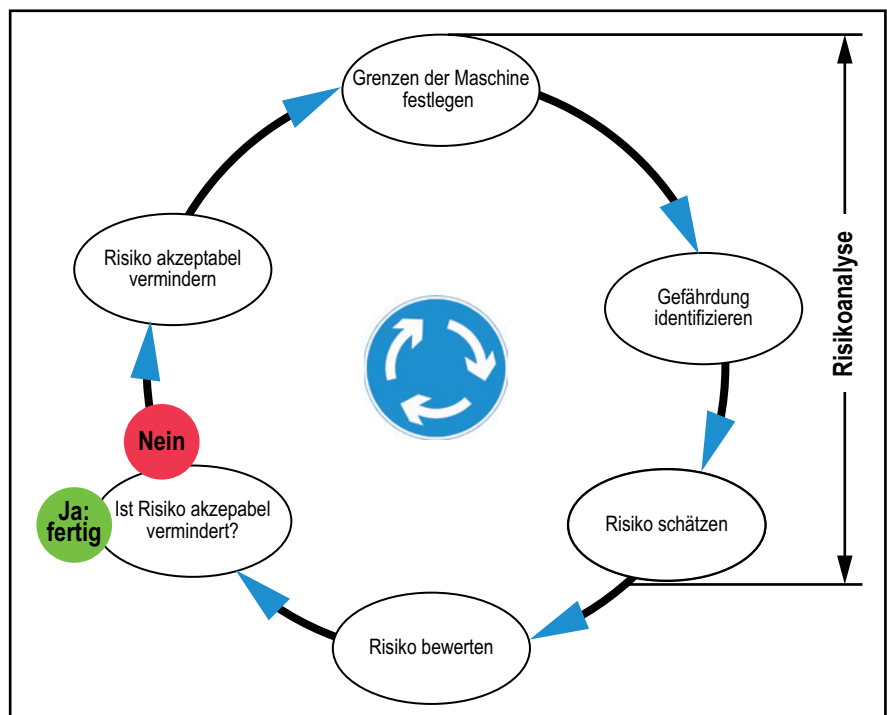 Grenzen der Maschine
festlegen
Gefährdung
identifizieren
Risiko schätzen
Risiko bewerten
Ist Risiko akzepabel
vermindert?
Ja:
fertig
Nein
Risiko akzeptabel
vermindern
Risikoanalyse